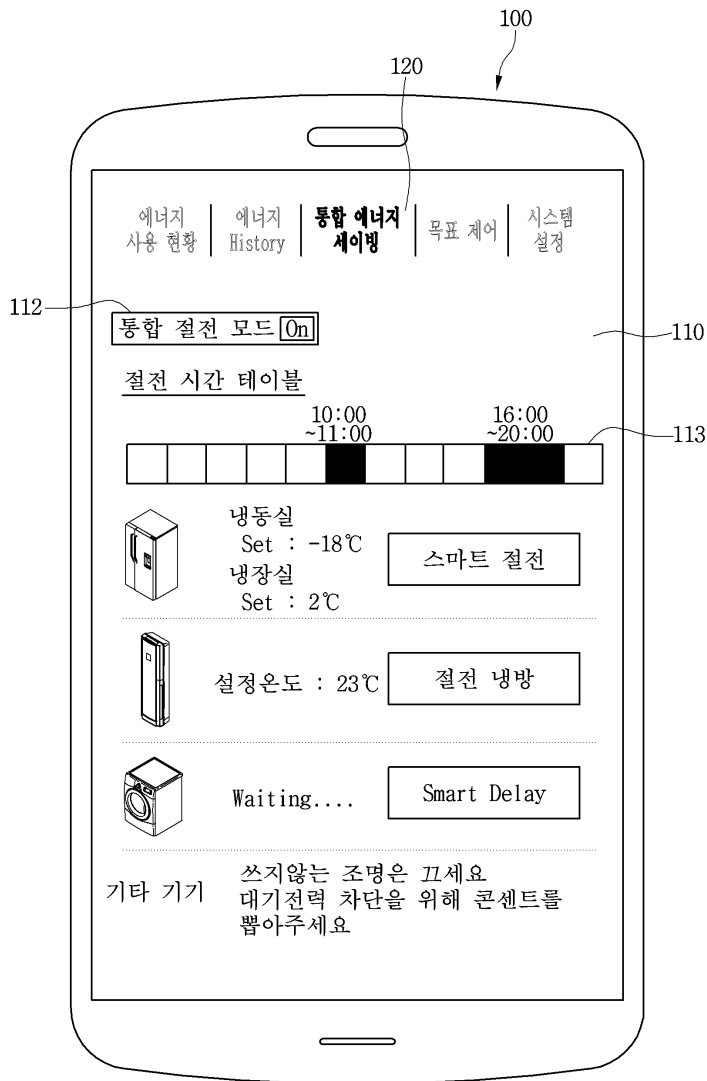 100
120
에너지 사용 현황
에너지 History
통합 에너지 세이빙
목표 제어
시스템 설정
112
통합 절전 모드 On
110
절전 시간 테이블
10:00
~11:00
16:00
~20:00
113
냉동실
Set : -18℃
냉장실
Set : 2℃
스마트 절전
설정온도 : 23℃
절전 냉방
Waiting....
Smart Delay
기타 기기
쓰지않는 조명은 끄세요
대기전력 차단을 위해 콘센트를
뽑아주세요